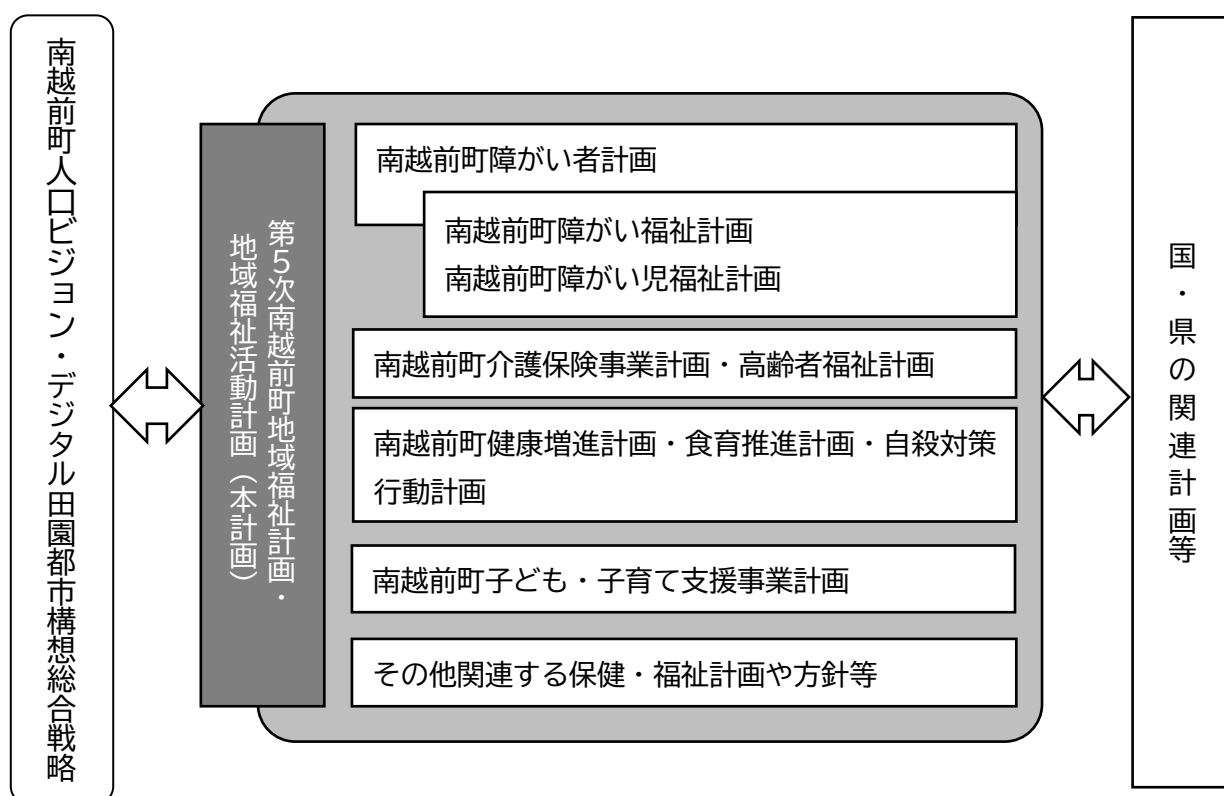 南越前町人口ビジョン・デジタル田園都市構想総合戦略
第5次南越前町地域福祉計画・
地域福祉活動計画（本計画）
南越前町障がい者計画
南越前町障がい福祉計画
南越前町障がい児福祉計画
南越前町介護保険事業計画・高齢者福祉計画
南越前町健康増進計画・食育推進計画・自殺対策
行動計画
南越前町子ども・子育て支援事業計画
その他関連する保健・福祉計画や方針等
国・県の関連計画等